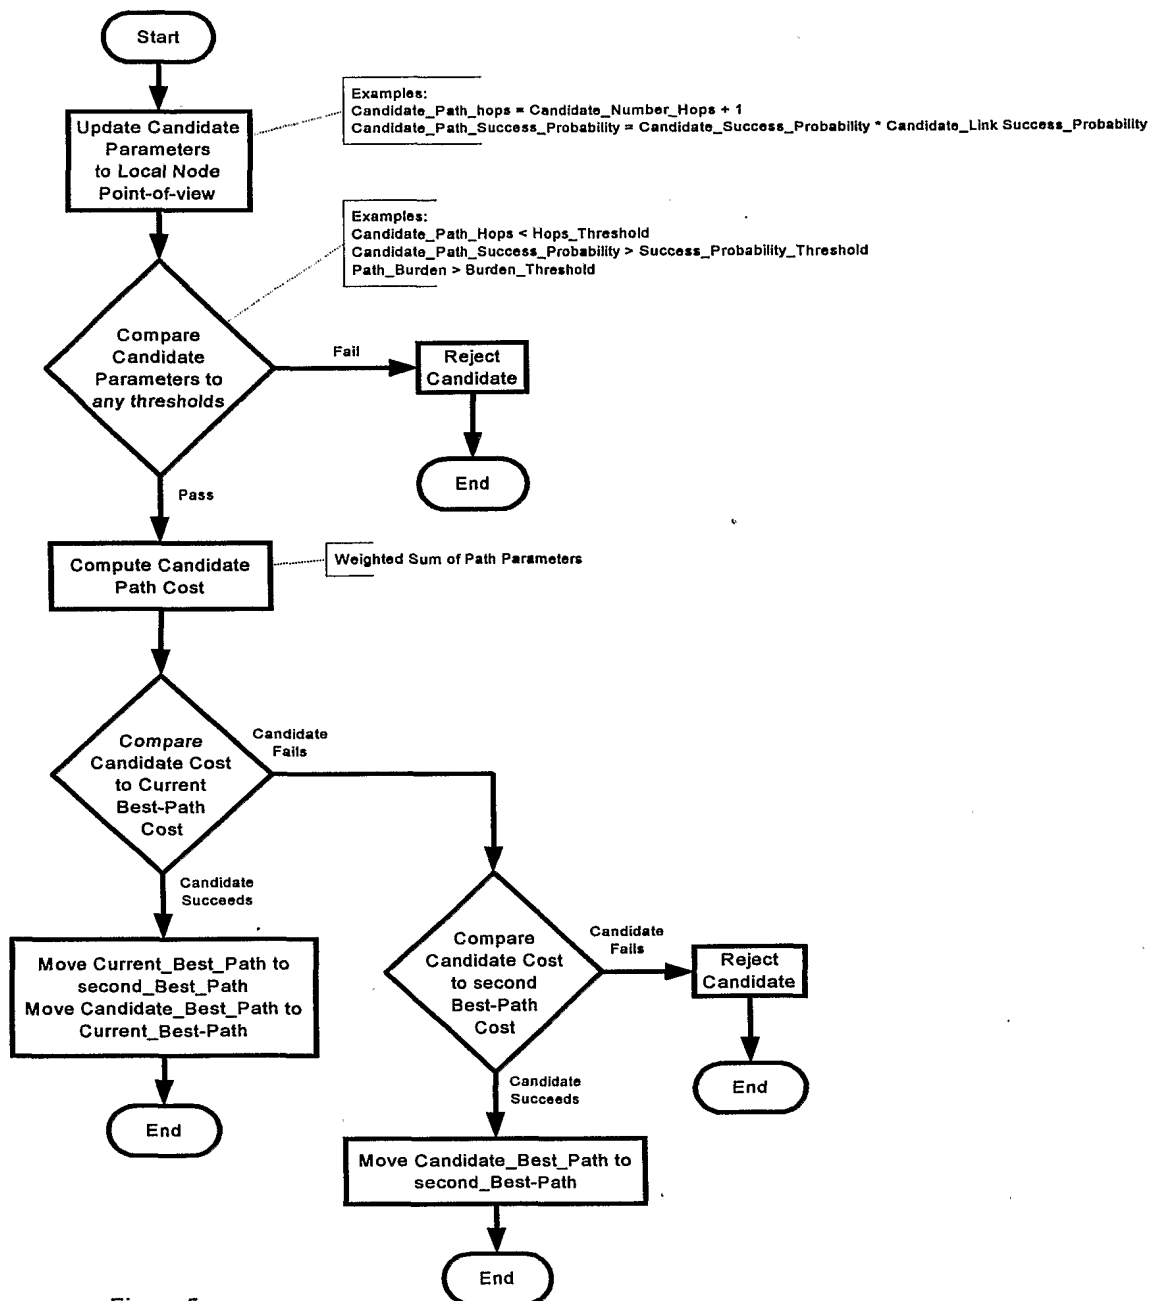 Start
Examples:
Candidate_Path_hops = Candidate_Number_Hops + 1
Candidate_Path_Success_Probability = Candidate_Success_Probability * Candidate_Link Success_Probability
Update Candidate
Parameters
to Local Node
Point-of-view
Examples:
Candidate_Path_Hops < Hops_Threshold
Candidate_Path_Success_Probability > Success_Probability_Threshold
Path_Burden > Burden_Threshold
Compare
Candidate
Parameters to
any thresholds
Fail
Reject
Candidate
End
Pass
Compute Candidate
Path Cost
Weighted Sum of Path Parameters
Compare
Candidate Cost
to Current
Best-Path
Cost
Candidate
Fails
Candidate
Succeeds
Move Current_Best_Path to
second_Best_Path
Move Candidate_Best_Path to
Current_Best-Path
End
Compare
Candidate Cost
to second
Best-Path
Cost
Candidate
Fails
Reject
Candidate
End
Candidate
Succeeds
Move Candidate_Best_Path to
second_Best-Path
End